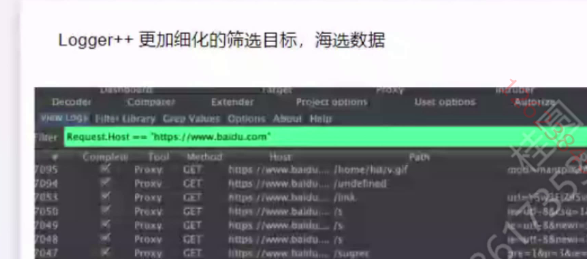 Logger++ 更加细化的筛选目标，海选数据
Dashboard Target Proxy Intruder
Decoder Comparer Extender Project options User options Autorize
View Logs Filter Library Grep Values Options About Help
Filter Request.Host == "https://www.baidu.com"
Complete Tool Method Host Path
7095 Proxy GET https://www.baidu.... /home/
7094 Proxy GET https://www.baidu.... /undefined
7053 Proxy GET https://www.baidu.... /link
7050 Proxy GET https://www.baidu.... /s
7049 Proxy GET https://www.baidu.... /s
7048 Proxy GET https://www.baidu.... /s
7047 Proxy GET https://www.baidu....